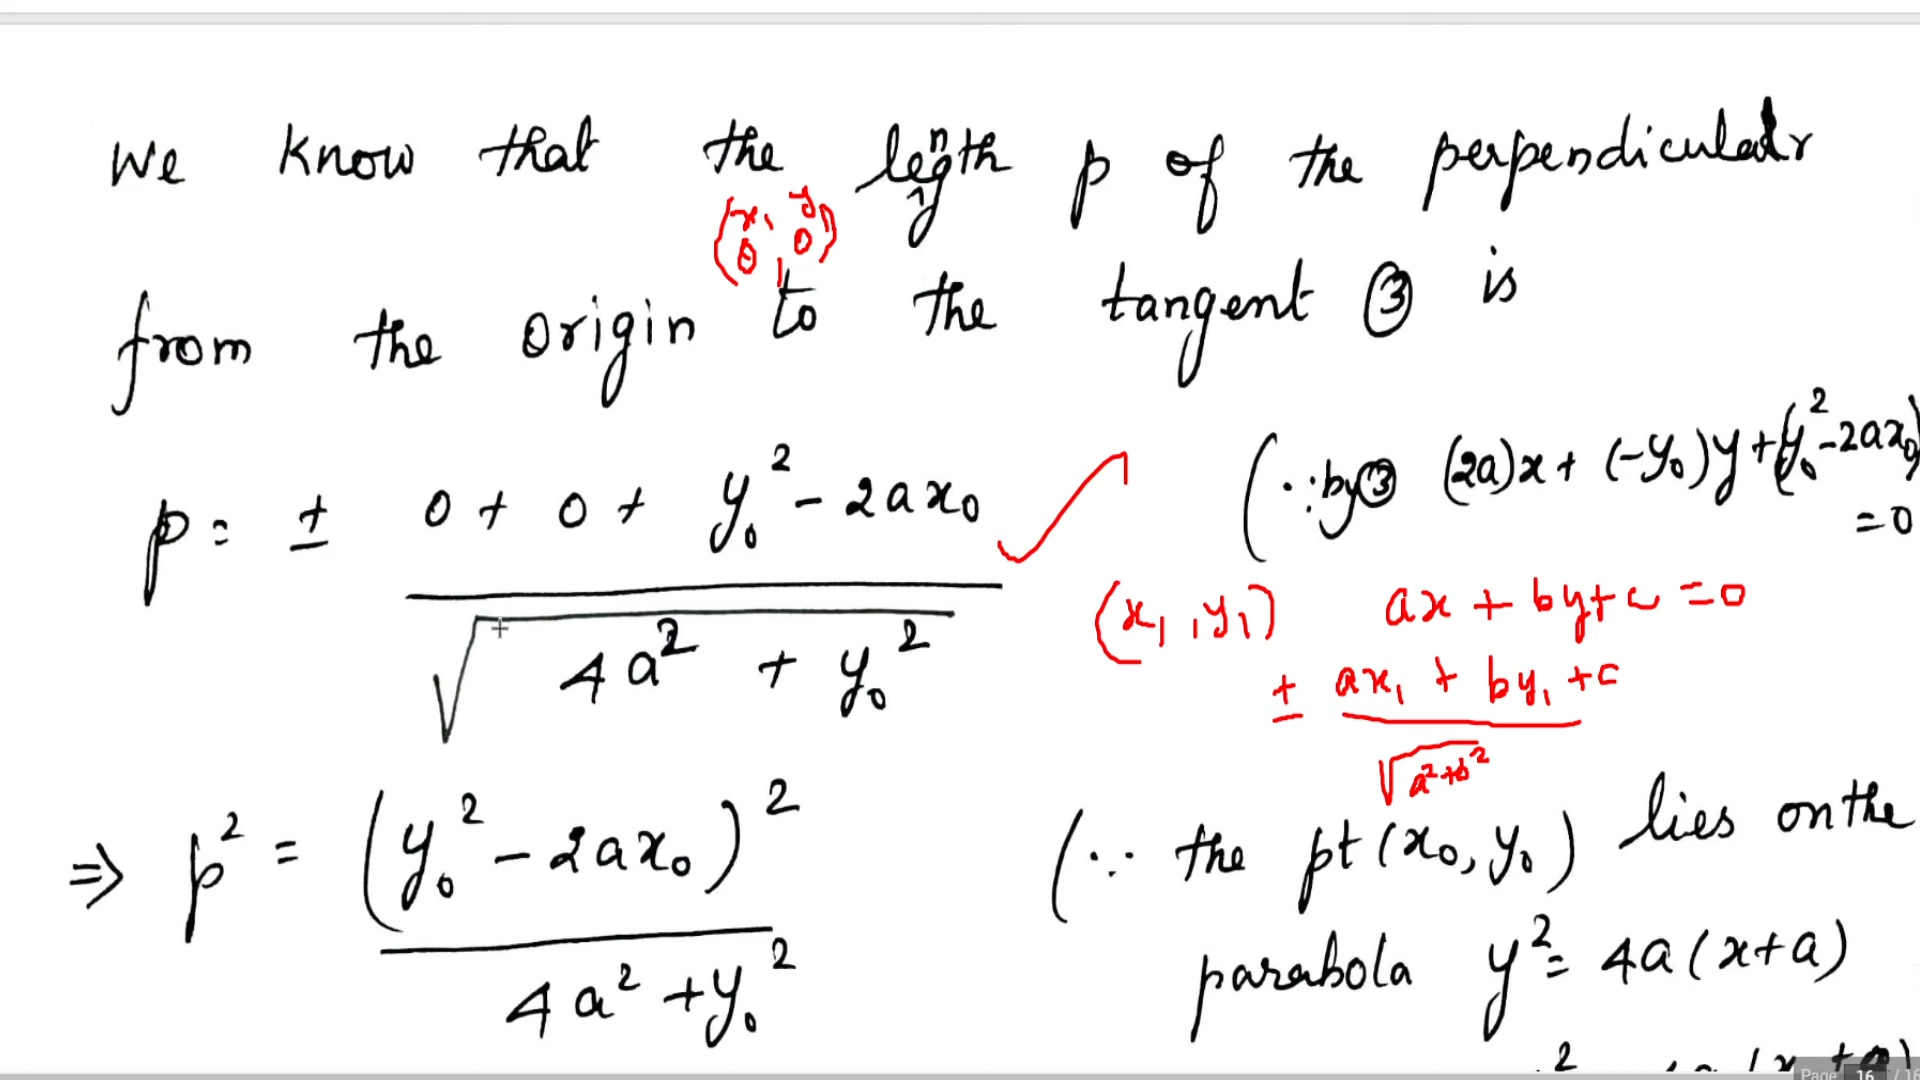 We know that the length p of the perpendicular
(x₁, y₁)
(0, 0)
from the origin to the tangent ③ is
p = ± (0 + 0 + y₀² - 2ax₀) / √(4a² + y₀²)
(∵ by ③ (2a)x + (-y₀)y + (y₀² - 2ax₀) = 0
(x₁, y₁) ax + by + c = 0
± (ax₁ + by₁ + c) / √(a² + b²)
⇒ p² = (y₀² - 2ax₀)² / (4a² + y₀²)
(∵ the pt (x₀, y₀) lies on the
parabola y² = 4a(x+a)
Page 16 / 16